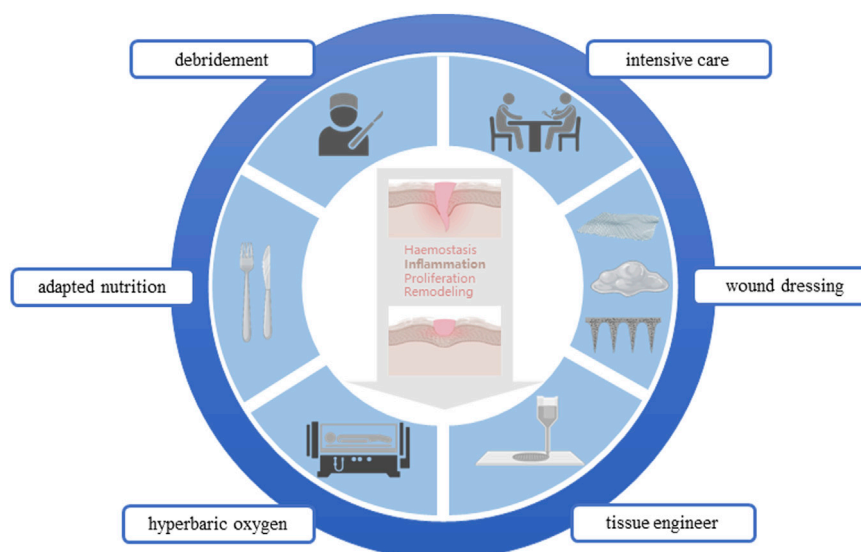 debridement
intensive care
Haemostasis
Inflammation
Proliferation
Remodeling
adapted nutrition
wound dressing
hyperbaric oxygen
tissue engineer